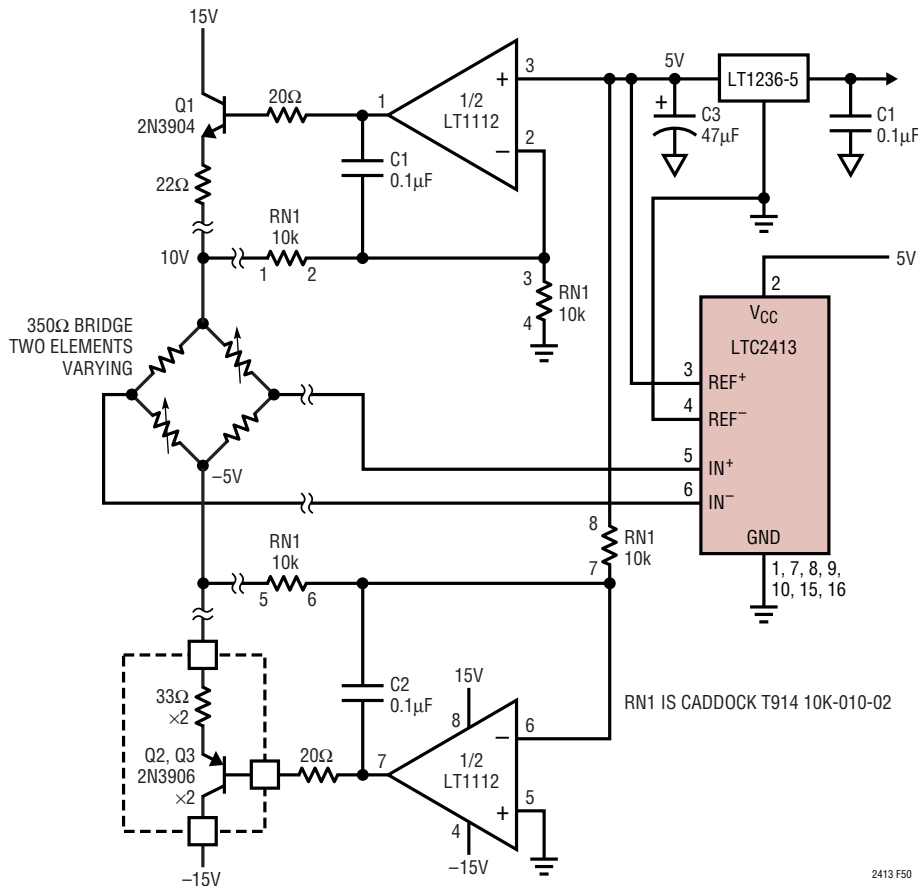 15V
Q1
2N3904
20Ω
1
1/2
LT1112
+
3
−
2
5V
LT1236-5
+
C3
47µF
C1
0.1µF
C1
0.1µF
22Ω
RN1
10k
10V
1
2
3
4
RN1
10k
5V
2
VCC
LTC2413
350Ω BRIDGE
TWO ELEMENTS
VARYING
3
REF+
4
REF−
5
IN+
6
IN−
GND
1, 7, 8, 9,
10, 15, 16
−5V
8
7
RN1
10k
RN1
10k
5
6
C2
0.1µF
15V
8
RN1 IS CADDOCK T914 10K-010-02
33Ω
×2
Q2, Q3
2N3906
×2
20Ω
7
1/2
LT1112
−
6
+
5
4
−15V
−15V
2413 F50